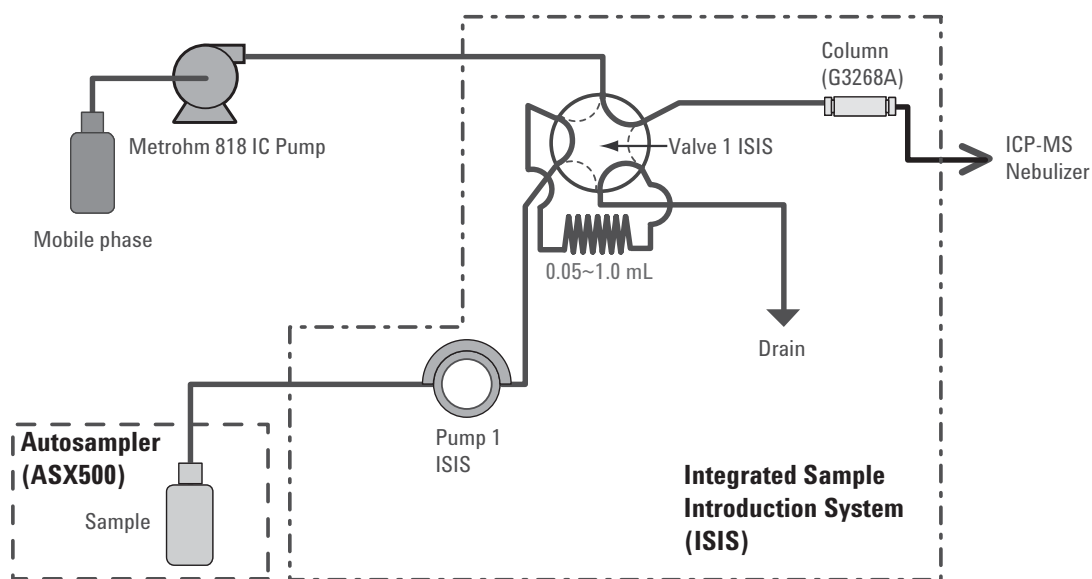 Column
(G3268A)
Metrohm 818 IC Pump
Valve 1 ISIS
ICP-MS
Nebulizer
Mobile phase
0.05~1.0 mL
Drain
Autosampler
(ASX500)
Sample
Pump 1
ISIS
Integrated Sample
Introduction System
(ISIS)